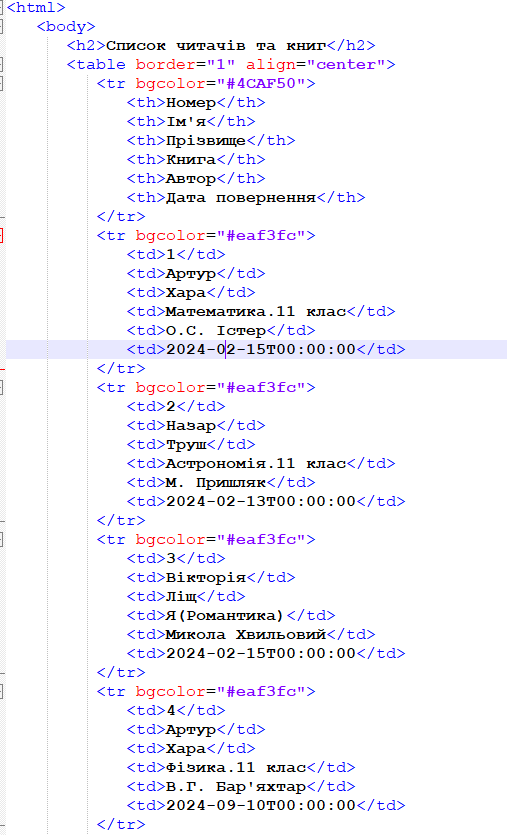 <html>
<body>
<h2>Список читачів та книг</h2>
<table border="1" align="center">
<tr bgcolor="#4CAF50">
<th>Номер</th>
<th>Ім'я</th>
<th>Прізвище</th>
<th>Книга</th>
<th>Автор</th>
<th>Дата повернення</th>
</tr>
<tr bgcolor="#eaf3fc">
<td>1</td>
<td>Артур</td>
<td>Хара</td>
<td>Математика.11 клас</td>
<td>О.С. Істер</td>
<td>2024-02-15T00:00:00</td>
</tr>
<tr bgcolor="#eaf3fc">
<td>2</td>
<td>Назар</td>
<td>Труш</td>
<td>Астрономія.11 клас</td>
<td>М. Пришляк</td>
<td>2024-02-13T00:00:00</td>
</tr>
<tr bgcolor="#eaf3fc">
<td>3</td>
<td>Вікторія</td>
<td>Ліщ</td>
<td>Я(Романтика)</td>
<td>Микола Хвильовий</td>
<td>2024-02-15T00:00:00</td>
</tr>
<tr bgcolor="#eaf3fc">
<td>4</td>
<td>Артур</td>
<td>Хара</td>
<td>Фізика.11 клас</td>
<td>В.Г. Бар'яхтар</td>
<td>2024-09-10T00:00:00</td>
</tr>